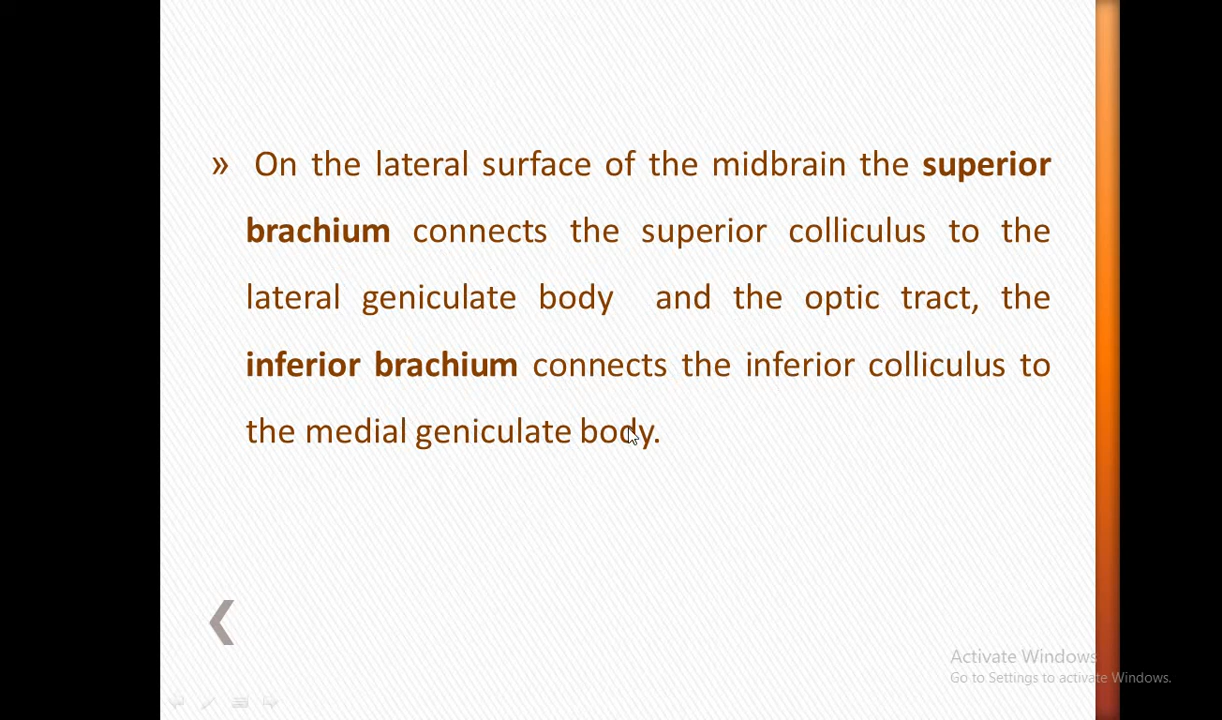 » On the lateral surface of the midbrain the superior
brachium connects the superior colliculus to the
lateral geniculate body and the optic tract, the
inferior brachium connects the inferior colliculus to
the medial geniculate body.
Activate Windows
Go to Settings to activate Windows.